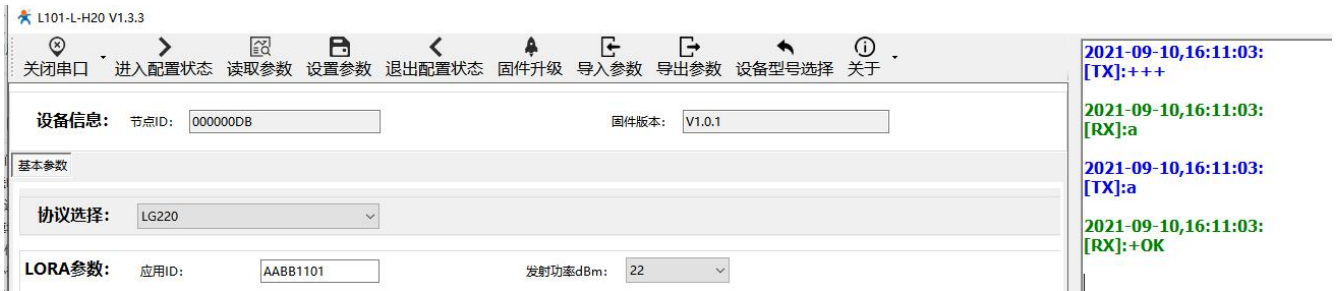 L101-L-H20 V1.3.3
关闭串口 进入配置状态 读取参数 设置参数 退出配置状态 固件升级 导入参数 导出参数 设备型号选择 关于
设备信息: 节点ID: 000000DB 固件版本: V1.0.1
基本参数
协议选择: LG220
LORA参数: 应用ID: AABB1101 发射功率dBm: 22
2021-09-10,16:11:03:
[TX]:+++
2021-09-10,16:11:03:
[RX]:a
2021-09-10,16:11:03:
[TX]:a
2021-09-10,16:11:03:
[RX]:+OK